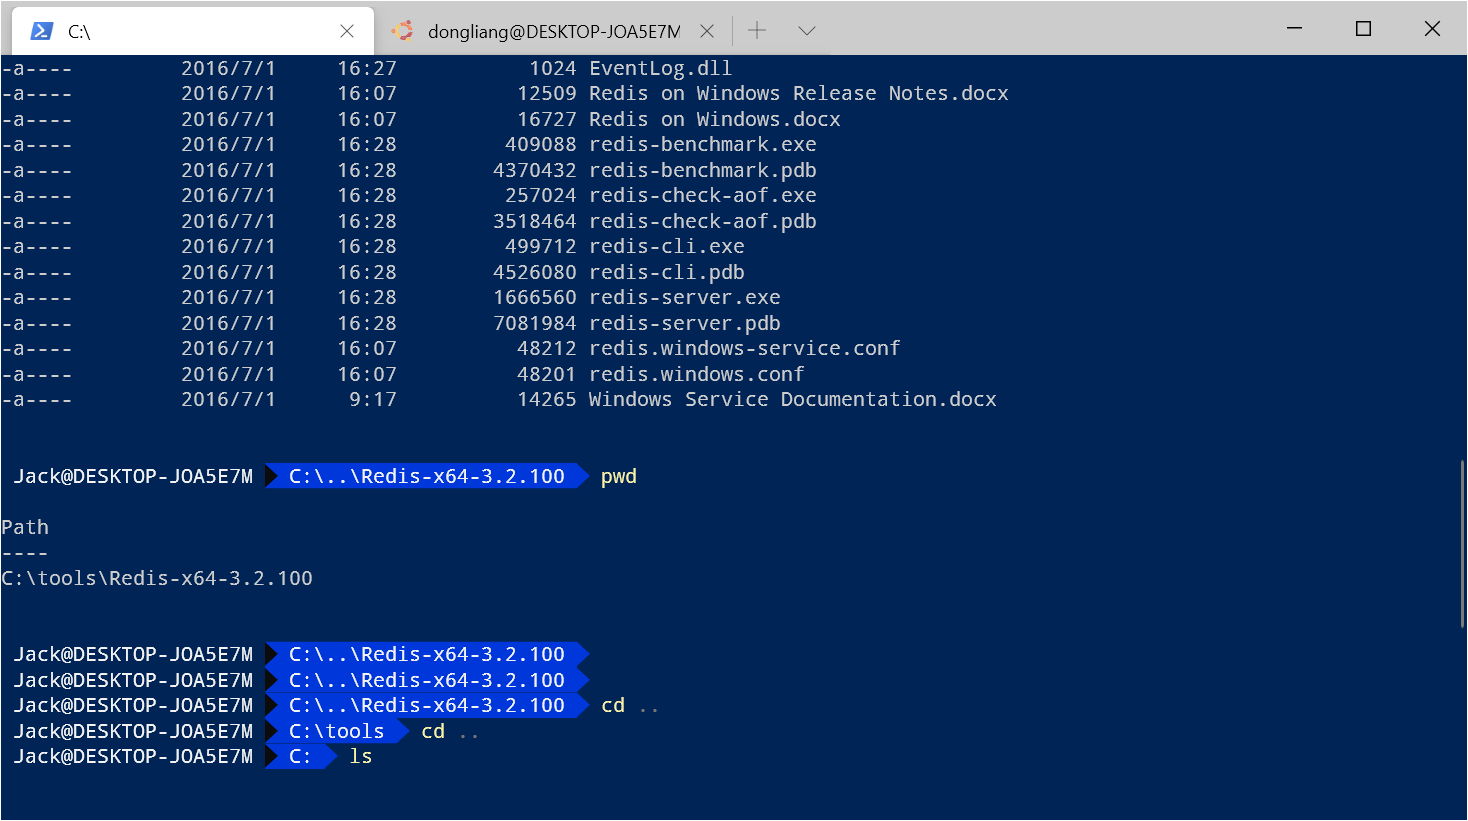 C:\
dongliang@DESKTOP-JOA5E7M
-a---- 2016/7/1 16:27 1024 EventLog.dll
-a---- 2016/7/1 16:07 12509 Redis on Windows Release Notes.docx
-a---- 2016/7/1 16:07 16727 Redis on Windows.docx
-a---- 2016/7/1 16:28 409088 redis-benchmark.exe
-a---- 2016/7/1 16:28 4370432 redis-benchmark.pdb
-a---- 2016/7/1 16:28 257024 redis-check-aof.exe
-a---- 2016/7/1 16:28 3518464 redis-check-aof.pdb
-a---- 2016/7/1 16:28 499712 redis-cli.exe
-a---- 2016/7/1 16:28 4526080 redis-cli.pdb
-a---- 2016/7/1 16:28 1666560 redis-server.exe
-a---- 2016/7/1 16:28 7081984 redis-server.pdb
-a---- 2016/7/1 16:07 48212 redis.windows-service.conf
-a---- 2016/7/1 16:07 48201 redis.windows.conf
-a---- 2016/7/1 9:17 14265 Windows Service Documentation.docx
Jack@DESKTOP-JOA5E7M C:\..\Redis-x64-3.2.100 pwd
Path
----
C:\tools\Redis-x64-3.2.100
Jack@DESKTOP-JOA5E7M C:\..\Redis-x64-3.2.100
Jack@DESKTOP-JOA5E7M C:\..\Redis-x64-3.2.100
Jack@DESKTOP-JOA5E7M C:\..\Redis-x64-3.2.100 cd ..
Jack@DESKTOP-JOA5E7M C:\tools cd ..
Jack@DESKTOP-JOA5E7M C: ls